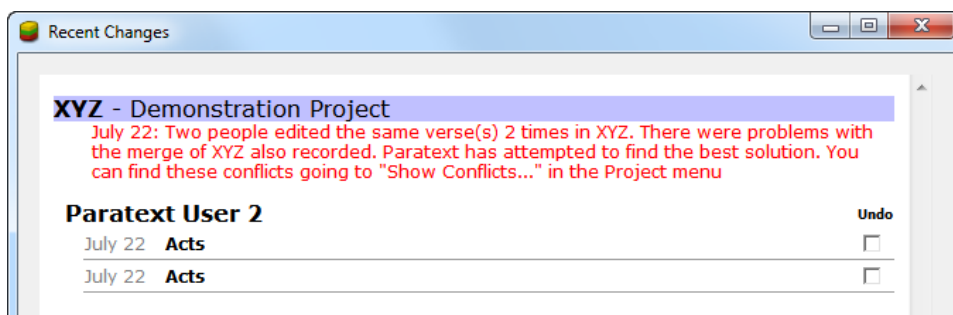 Recent Changes
XYZ - Demonstration Project
July 22: Two people edited the same verse(s) 2 times in XYZ. There were problems with
the merge of XYZ also recorded. Paratext has attempted to find the best solution. You
can find these conflicts going to "Show Conflicts..." in the Project menu
Paratext User 2 Undo
July 22 Acts
July 22 Acts